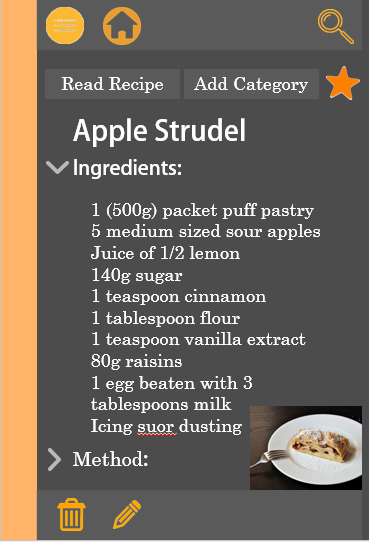 Read Recipe Add Category
Apple Strudel
Ingredients:
1 (500g) packet puff pastry
5 medium sized sour apples
Juice of 1/2 lemon
140g sugar
1 teaspoon cinnamon
1 tablespoon flour
1 teaspoon vanilla extract
80g raisins
1 egg beaten with 3
tablespoons milk
Icing suor dusting
Method: